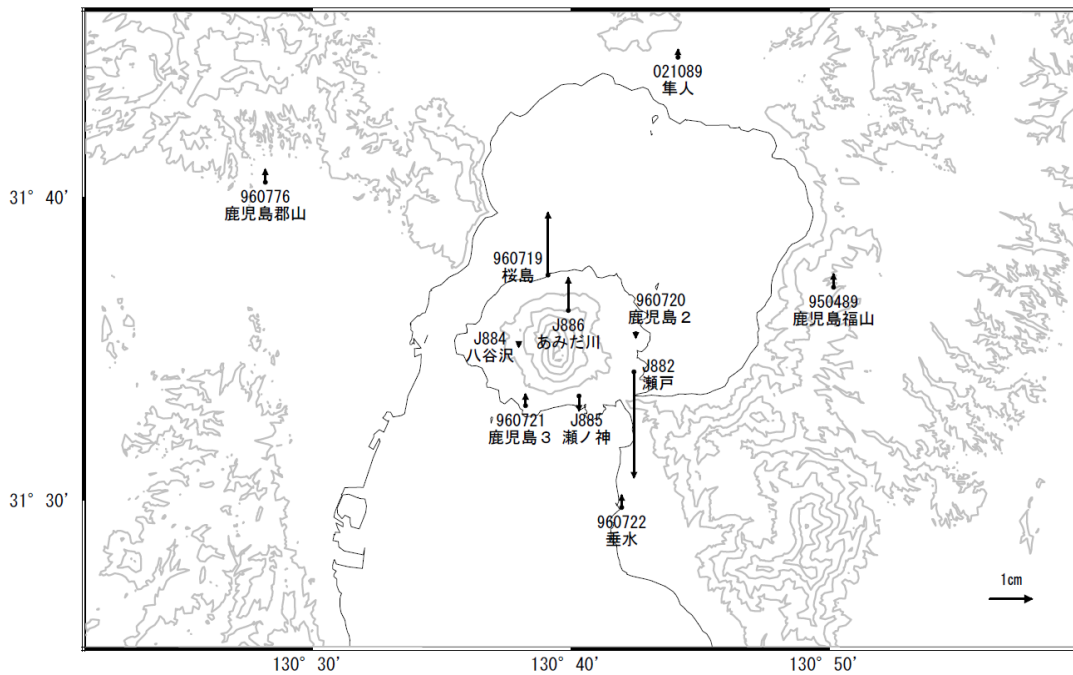 021089
隼人
31° 40′
960776
鹿児島郡山
960719
桜島
960720
鹿児島２
950489
鹿児島福山
J886
あみだ川
J884
八谷沢
J882
瀬戸
960721
鹿児島３
J885
瀬ノ神
31° 30′
960722
垂水
1cm
130° 30′
130° 40′
130° 50′